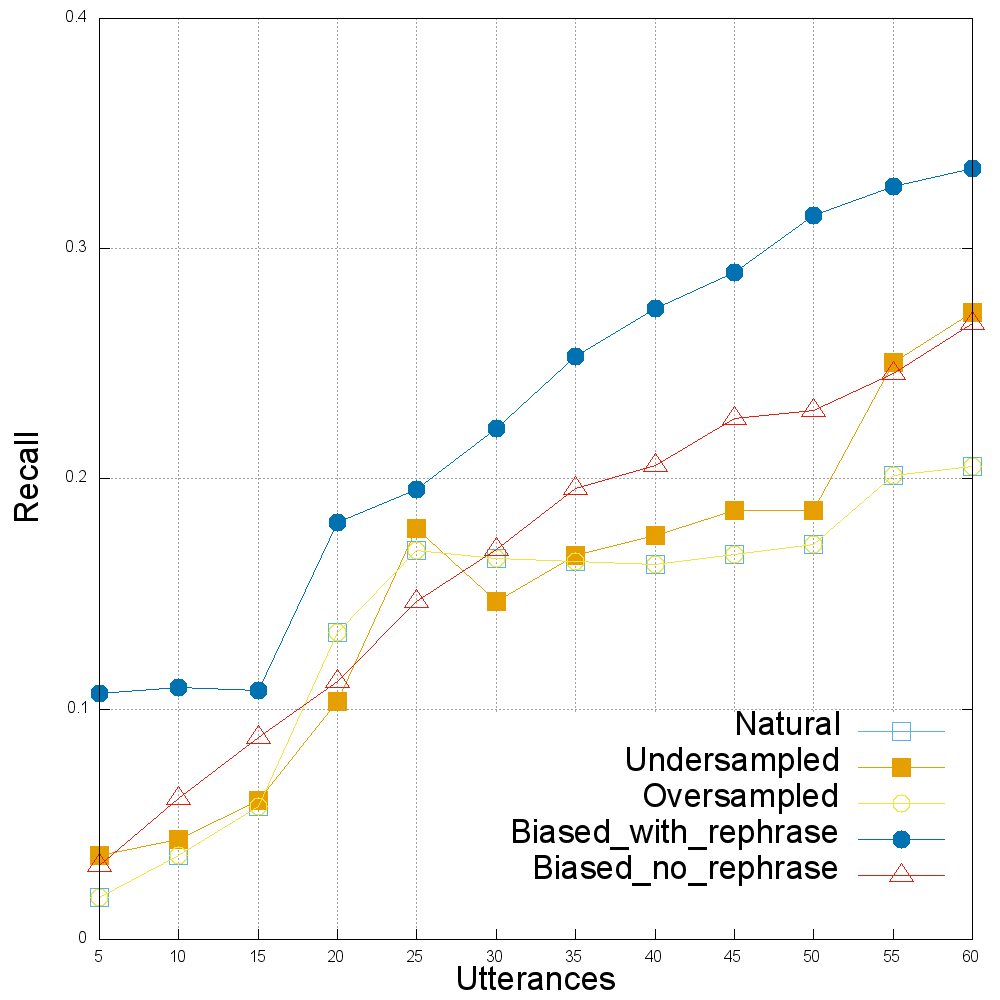 0.4
0.3
0.2
0.1
0
Recall
Natural
Undersampled
Oversampled
Biased_with_rephrase
Biased_no_rephrase
5 10 15 20 25 30 35 40 45 50 55 60
Utterances